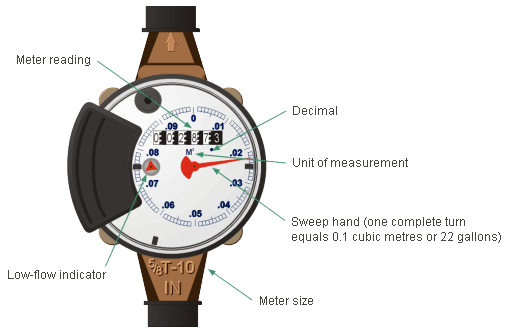 Meter reading
Decimal
Unit of measurement
Sweep hand (one complete turn
equals 0.1 cubic metres or 22 gallons)
Low-flow indicator
Meter size
0
.09 .01
002873
.08 M³ .02
.07 .03
.06 .04
.05
5/8T-10
IN